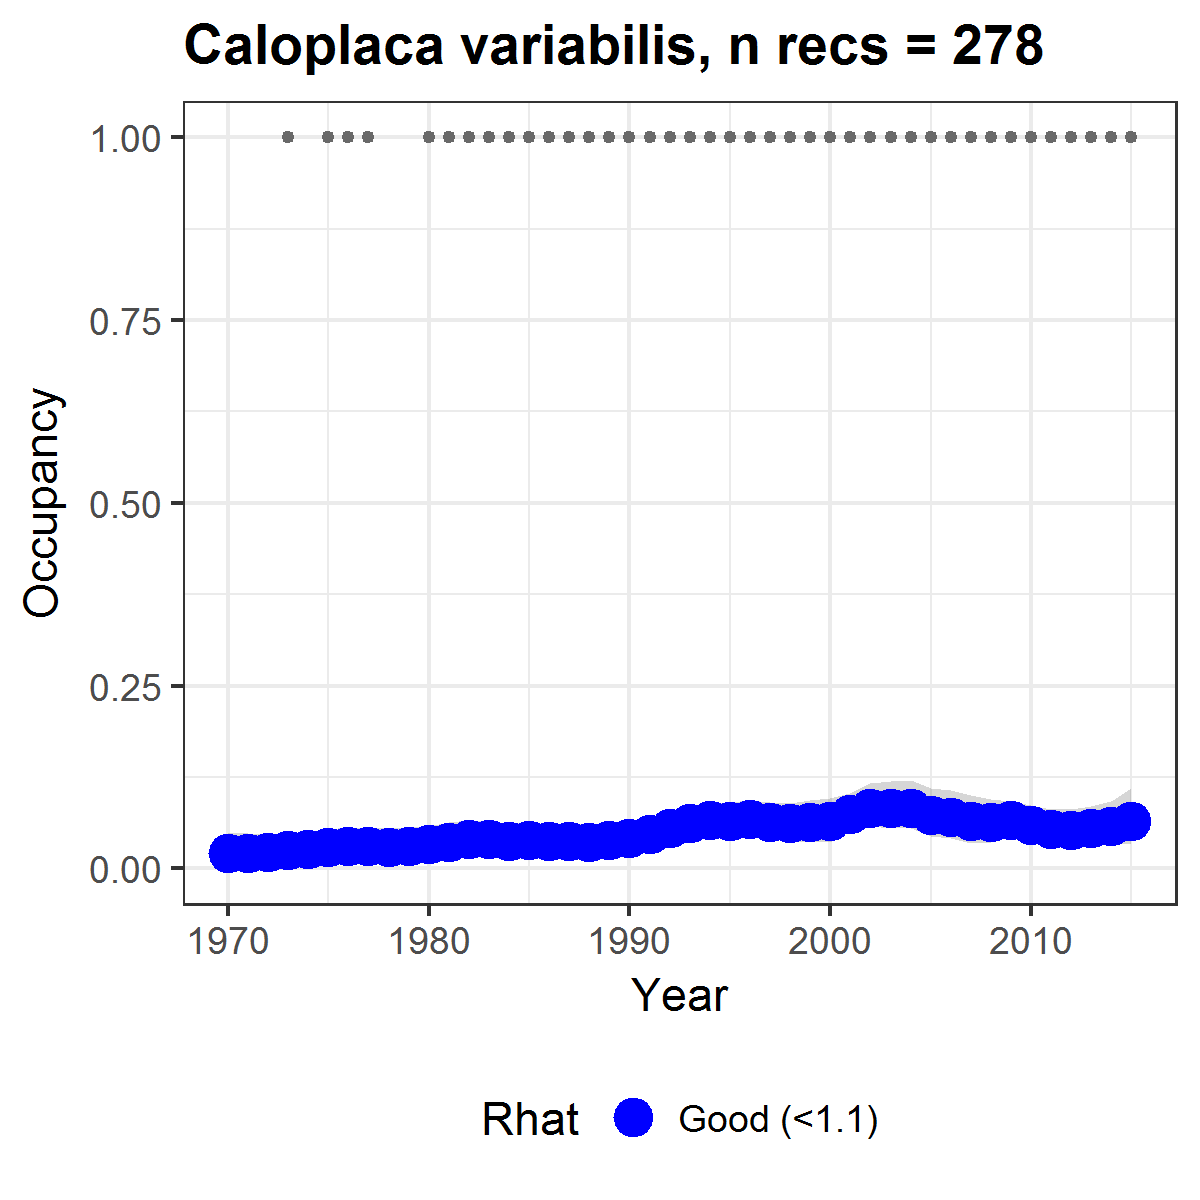 Caloplaca variabilis, n recs = 278
1.00
0.75
0.50
0.25
0.00
Occupancy
1970 1980 1990 2000 2010
Year
Rhat Good (<1.1)